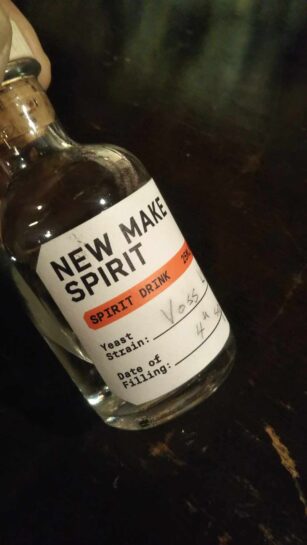 NEW MAKE
SPIRIT
SPIRIT DRINK
Yeast
Strain: Voss
Date of
Filling: